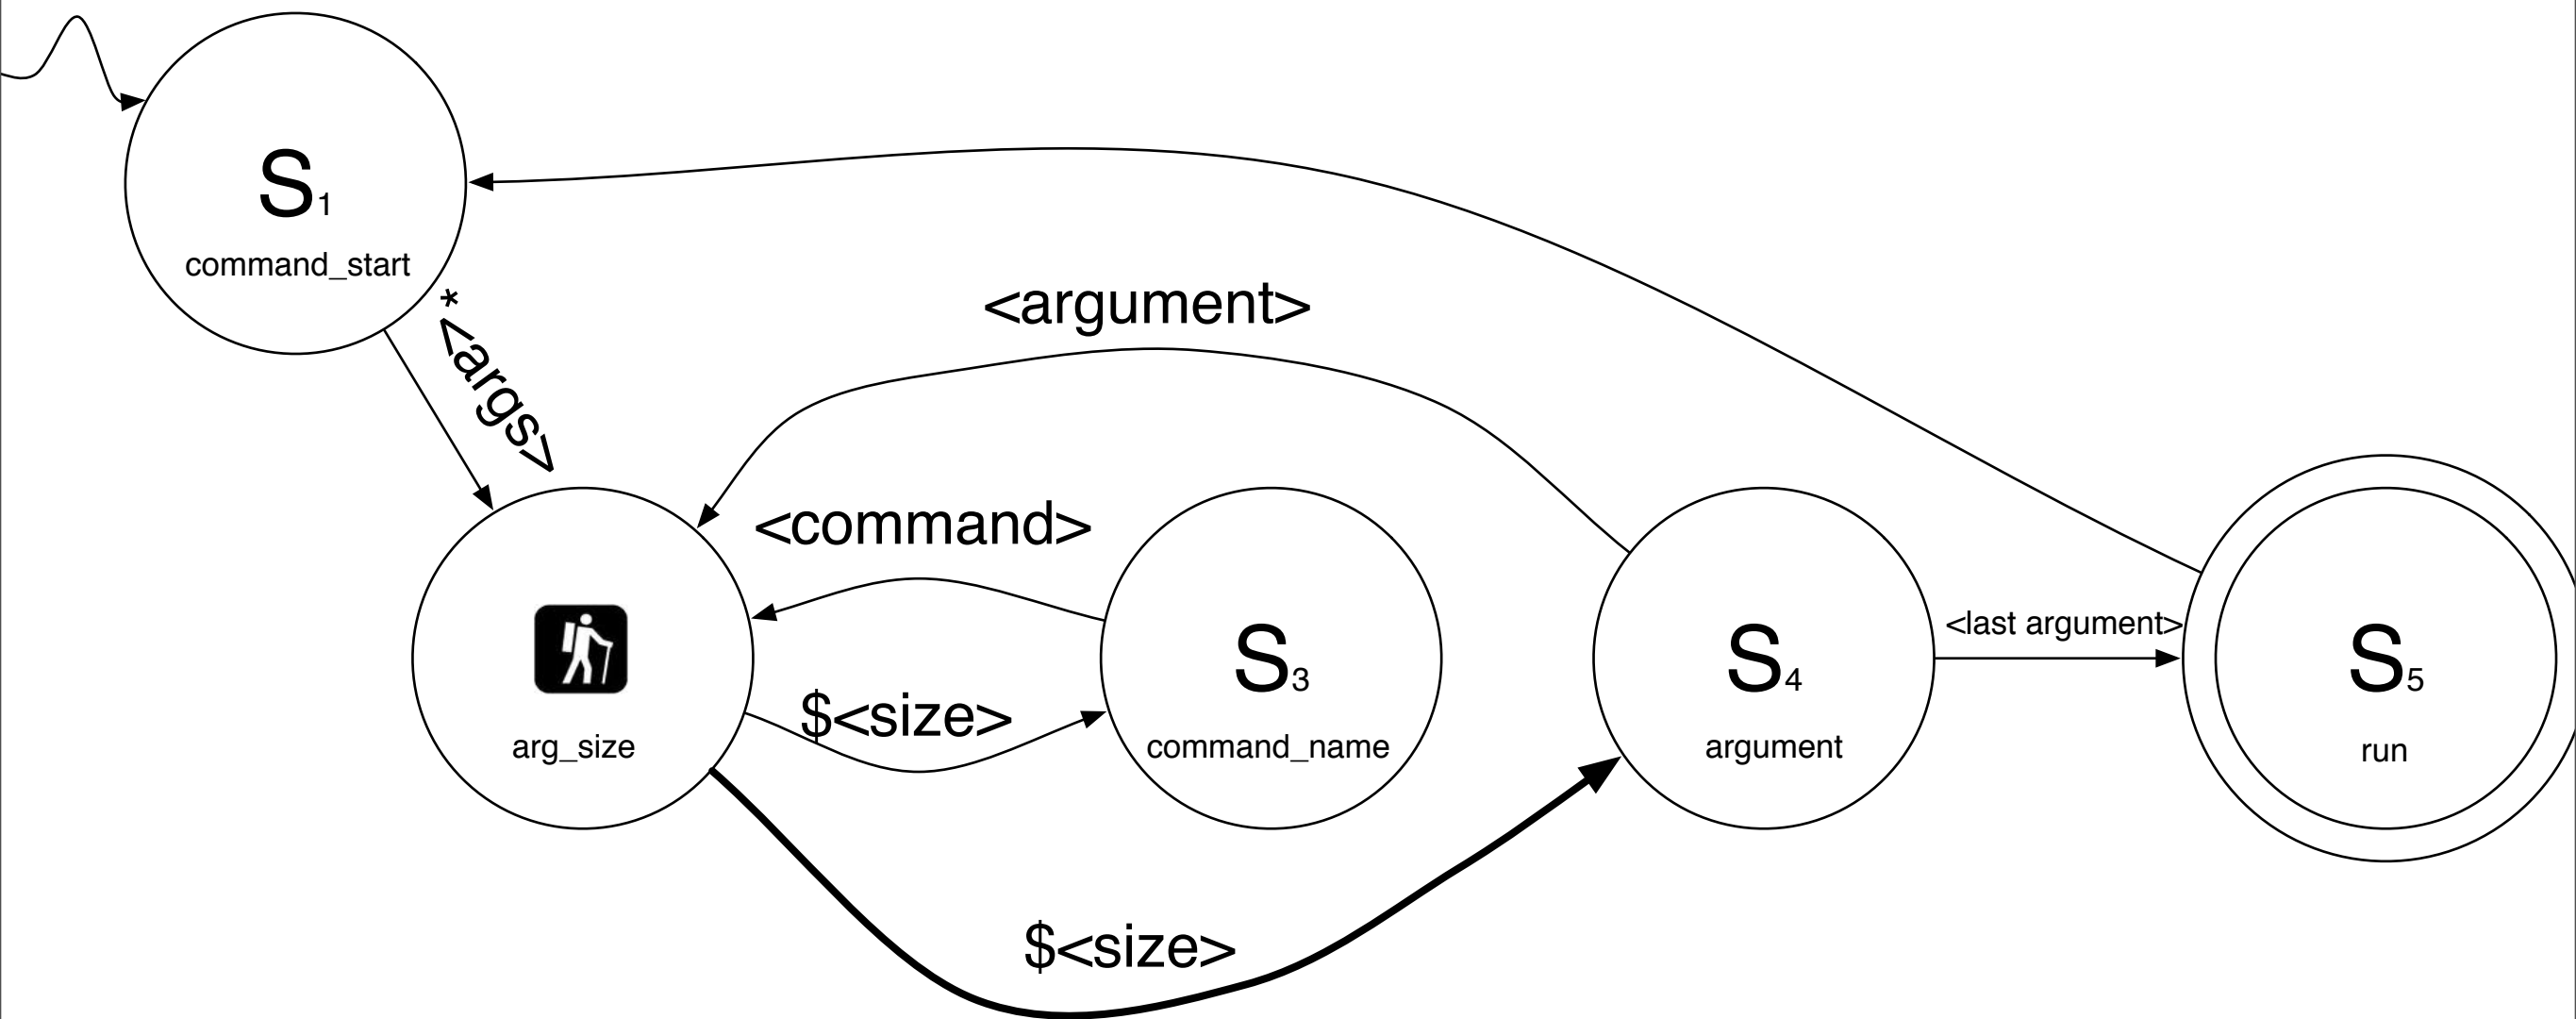 S1
command_start
*<args>
<argument>
<command>
$<size>
arg_size
S3
command_name
S4
argument
<last argument>
S5
run
$<size>